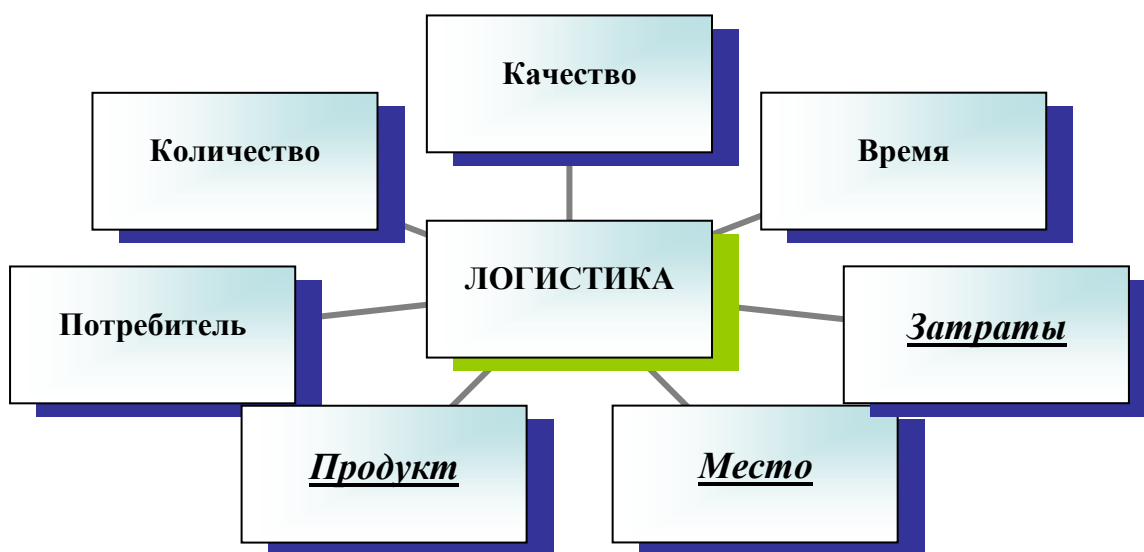 Качество
Количество
Время
ЛОГИСТИКА
Потребитель
Затраты
Продукт
Место